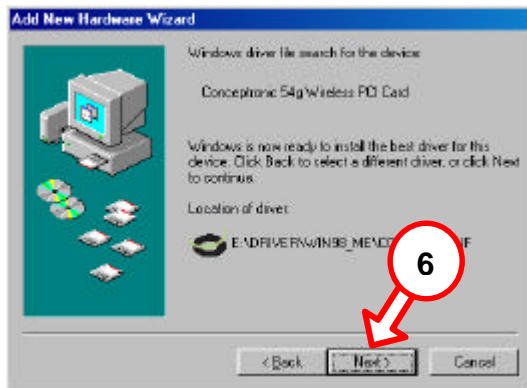 Add New Hardware Wizard
Windows driver file search for the device:
Conceptronic 54g Wireless PCI Card
Windows is now ready to install the best driver for this
device. Click Back to select a different driver, or click Next
to continue.
Location of driver:
E:\DRIVER\WIN98_ME\
6
< Back
Next >
Cancel